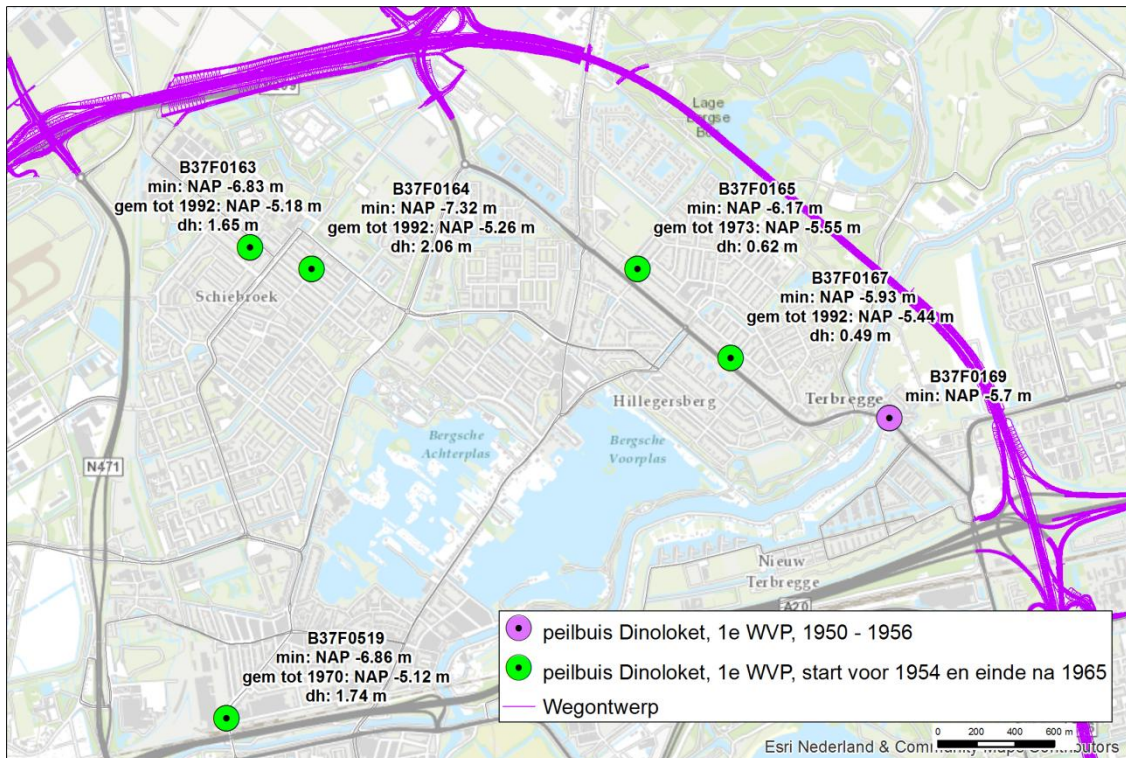 Lage
Bergse
Bos
B37F0163
min: NAP -6.83 m
gem tot 1992: NAP -5.18 m
dh: 1.65 m
B37F0164
min: NAP -7.32 m
gem tot 1992: NAP -5.26 m
dh: 2.06 m
B37F0165
min: NAP -6.17 m
gem tot 1973: NAP -5.55 m
dh: 0.62 m
B37F0167
min: NAP -5.93 m
gem tot 1992: NAP -5.44 m
dh: 0.49 m
Schiebroek
B37F0169
min: NAP -5.7 m
Hillegersberg
Terbregge
Bergsche
Achterplas
Bergsche
Voorplas
N471
Nieuw
Terbregge
A20
B37F0519
min: NAP -6.86 m
gem tot 1970: NAP -5.12 m
dh: 1.74 m
peilbuis Dinoloket, 1e WVP, 1950 - 1956
peilbuis Dinoloket, 1e WVP, start voor 1954 en einde na 1965
Wegontwerp
0 200 400 600 m
Esri Nederland & Community Maps Contributors